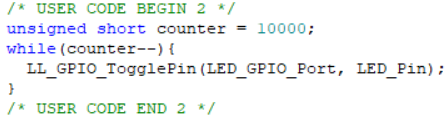 /* USER CODE BEGIN 2 */
unsigned short counter = 10000;
while(counter--){
  LL_GPIO_TogglePin(LED_GPIO_Port, LED_Pin);
}
/* USER CODE END 2 */